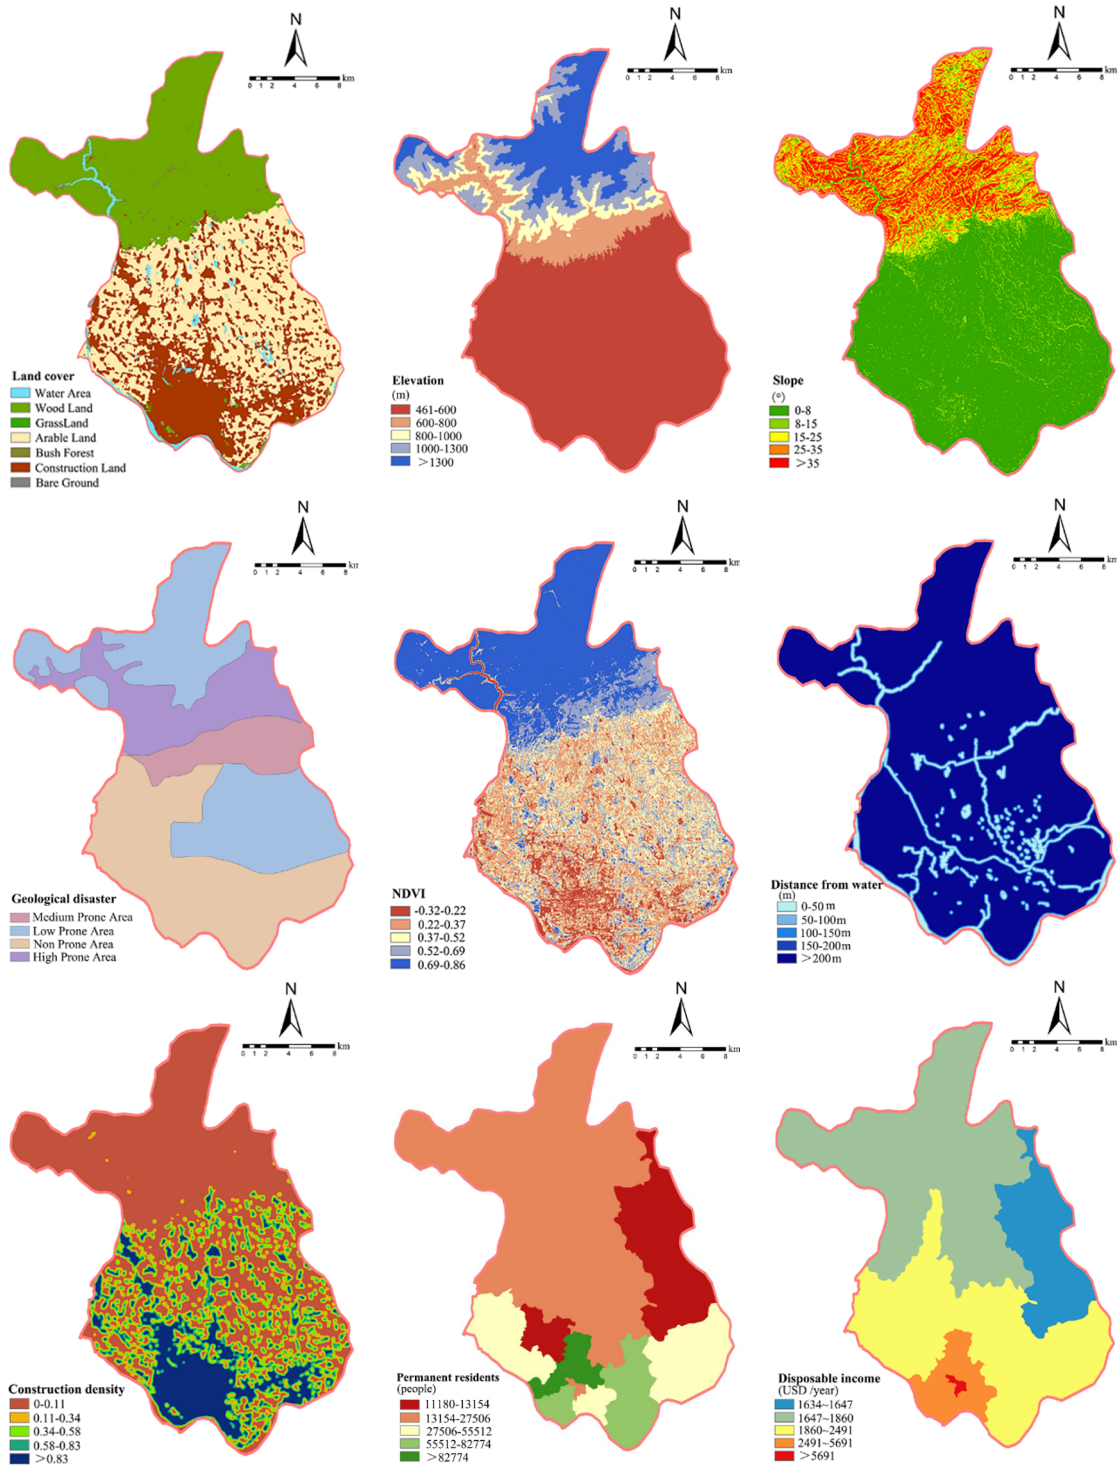 N
0 1 2 4 6 8 km
Land cover
Water Area
Wood Land
GrassLand
Arable Land
Bush Forest
Construction Land
Bare Ground
N
0 1 2 4 6 8 km
Elevation
(m)
461-600
600-800
800-1000
1000-1300
>1300
N
0 1 2 4 6 8 km
Slope
(°)
0-8
8-15
15-25
25-35
>35
N
0 1 2 4 6 8 km
Geological disaster
Medium Prone Area
Low Prone Area
Non Prone Area
High Prone Area
N
0 1 2 4 6 8 km
NDVI
-0.32-0.22
0.22-0.37
0.37-0.52
0.52-0.69
0.69-0.86
N
0 1 2 4 6 8 km
Distance from water
(m)
0-50 m
50-100m
100-150m
150-200m
>200m
N
0 1 2 4 6 8 km
Construction density
0-0.11
0.11-0.34
0.34-0.58
0.58-0.83
>0.83
N
0 1 2 4 6 8 km
Permanent residents
(people)
11180-13154
13154-27506
27506-55512
55512-82774
>82774
N
0 1 2 4 6 8 km
Disposable income
(USD /year)
1634~1647
1647~1860
1860~2491
2491~5691
>5691